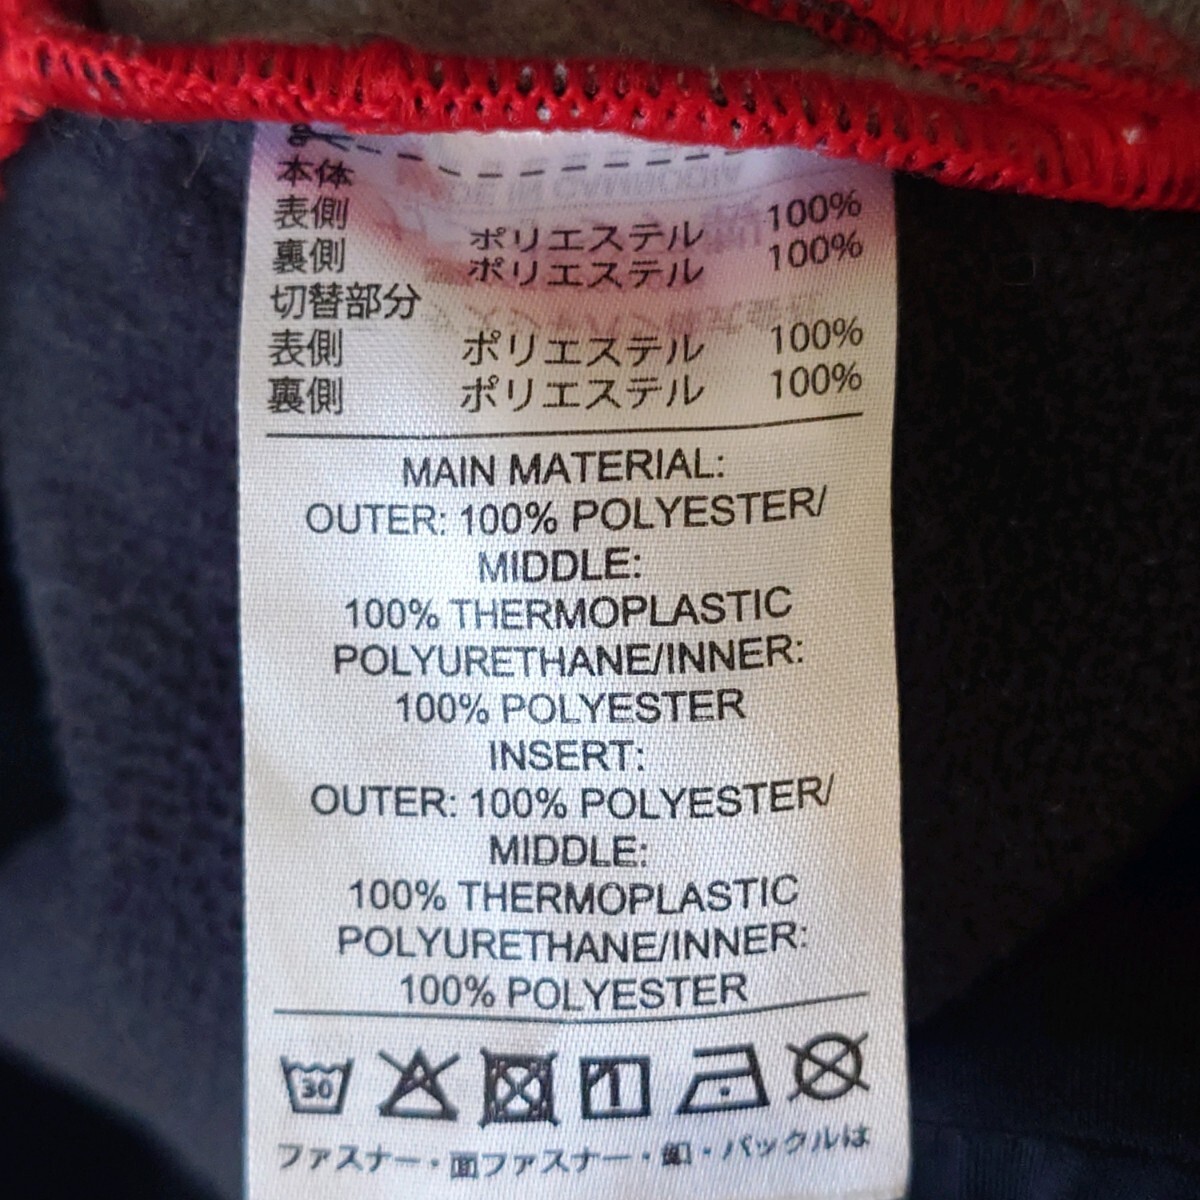 本体
表側 ポリエステル 100%
裏側 ポリエステル 100%
切替部分
表側 ポリエステル 100%
裏側 ポリエステル 100%
MAIN MATERIAL:
OUTER: 100% POLYESTER/
MIDDLE:
100% THERMOPLASTIC
POLYURETHANE/INNER:
100% POLYESTER
INSERT:
OUTER: 100% POLYESTER/
MIDDLE:
100% THERMOPLASTIC
POLYURETHANE/INNER:
100% POLYESTER
30
ファスナー・面ファスナー・釦・バックルは